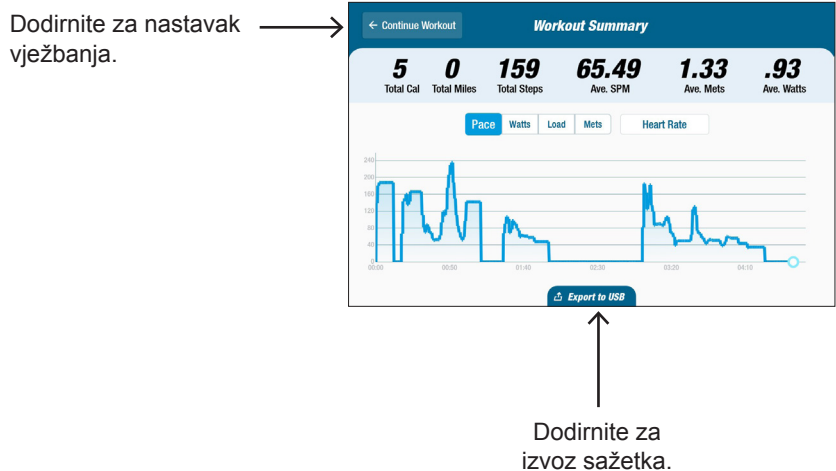 Dodirnite za nastavak
vježbanja.
← Continue Workout
Workout Summary
5 0 159 65.49 1.33 .93
Total Cal Total Miles Total Steps Ave. SPM Ave. Mets Ave. Watts
Pace Watts Load Mets Heart Rate
240
200
160
120
80
40
0
00:00 00:50 01:40 02:30 03:20 04:10
Export to USB
Dodirnite za
izvoz sažetka.